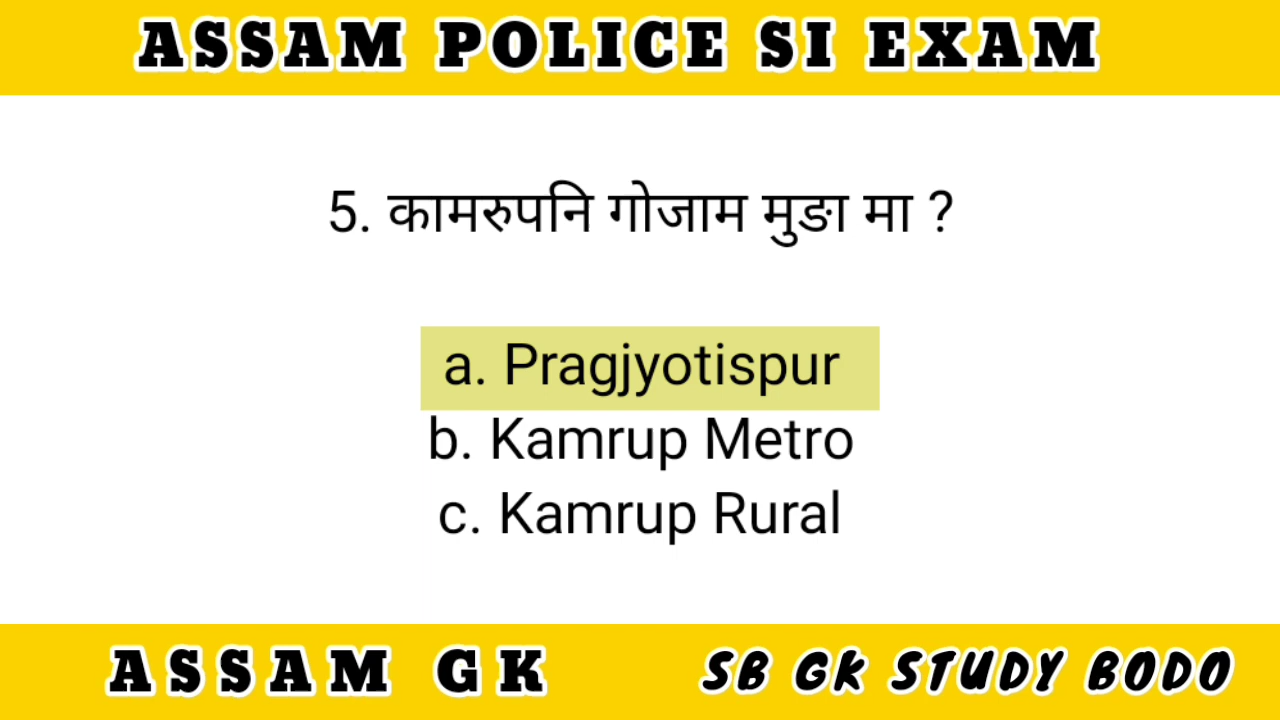 ASSAM POLICE SI EXAM
5. कामरुपनि गोजाम मुङा मा ?
a. Pragjyotispur
b. Kamrup Metro
c. Kamrup Rural
ASSAM GK
SB GK STUDY BODO